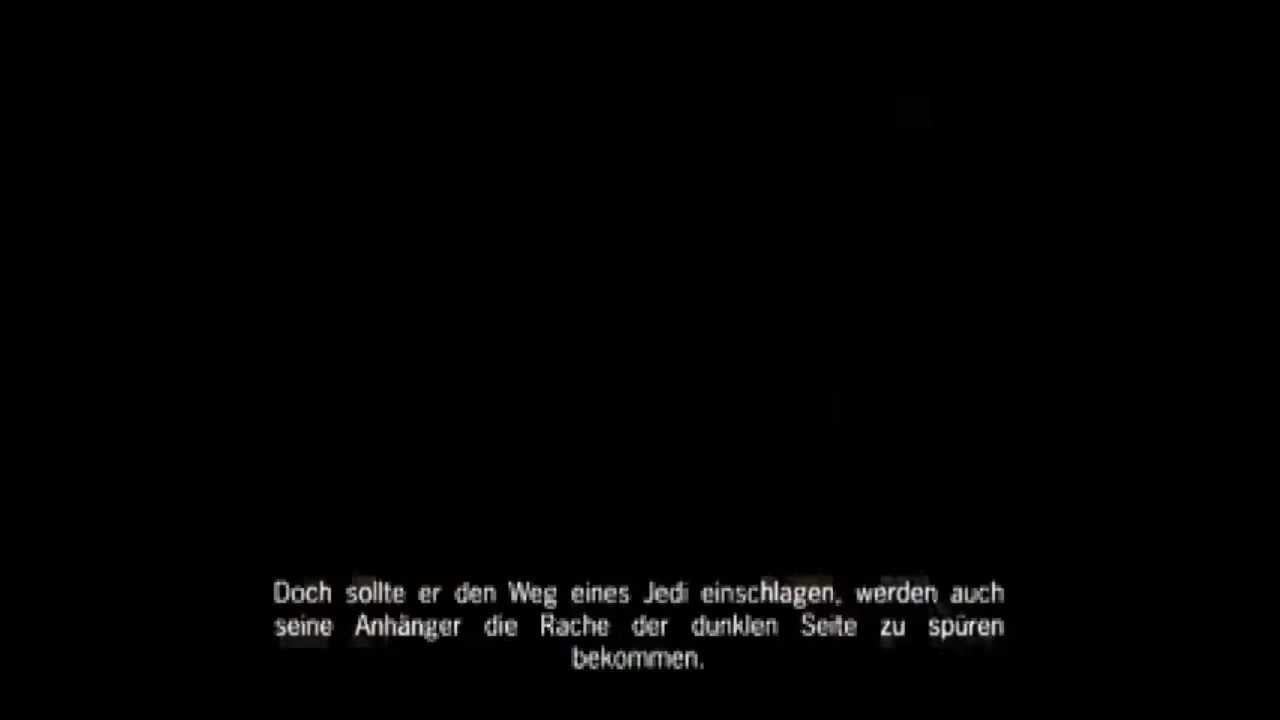 Doch sollte er den Weg eines Jedi einschlagen, werden auch
seine Anhänger die Rache der dunklen Seite zu spüren
bekommen.